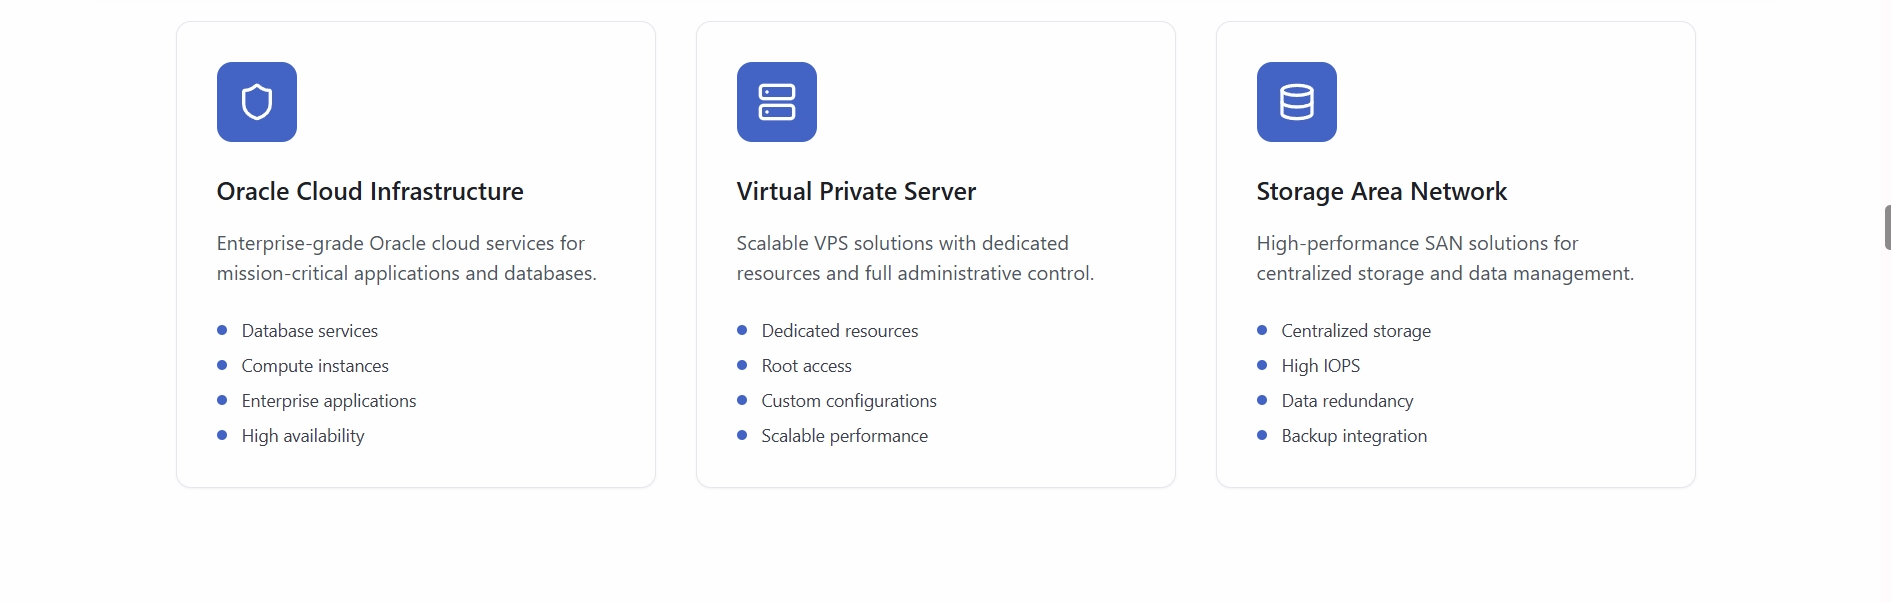 Oracle Cloud Infrastructure
Enterprise-grade Oracle cloud services for
mission-critical applications and databases.
Database services
Compute instances
Enterprise applications
High availability
Virtual Private Server
Scalable VPS solutions with dedicated
resources and full administrative control.
Dedicated resources
Root access
Custom configurations
Scalable performance
Storage Area Network
High-performance SAN solutions for
centralized storage and data management.
Centralized storage
High IOPS
Data redundancy
Backup integration